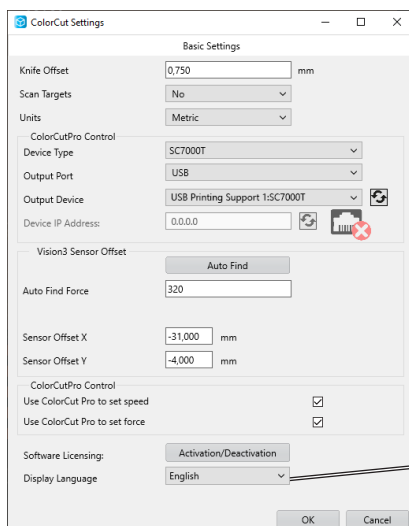 ColorCut Settings
Basic Settings
Knife Offset 0,750 mm
Scan Targets No
Units Metric
ColorCutPro Control
Device Type SC7000T
Output Port USB
Output Device USB Printing Support 1:SC7000T
Device IP Address: 0.0.0.0
Vision3 Sensor Offset
Auto Find
Auto Find Force 320
Sensor Offset X -31,000 mm
Sensor Offset Y -4,000 mm
ColorCutPro Control
Use ColorCut Pro to set speed
Use ColorCut Pro to set force
Software Licensing: Activation/Deactivation
Display Language English
OK Cancel